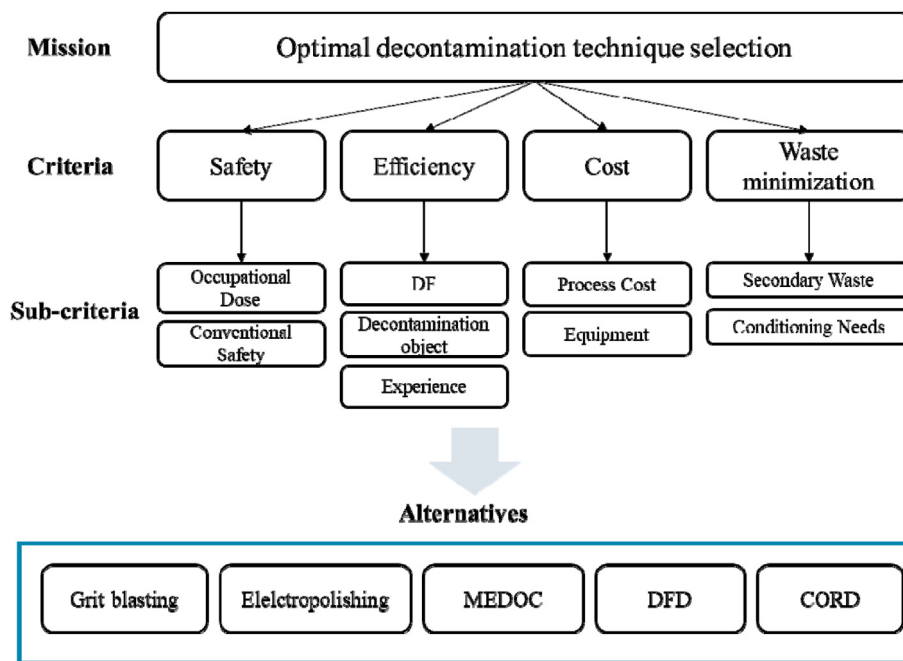 Mission
Optimal decontamination technique selection
Criteria
Safety
Efficiency
Cost
Waste
minimization
Sub-criteria
Occupational
Dose
Conventional
Safety
DF
Decontamination
object
Experience
Process Cost
Equipment
Secondary Waste
Conditioning Needs
Alternatives
Grit blasting
Elelctropolishing
MEDOC
DFD
CORD